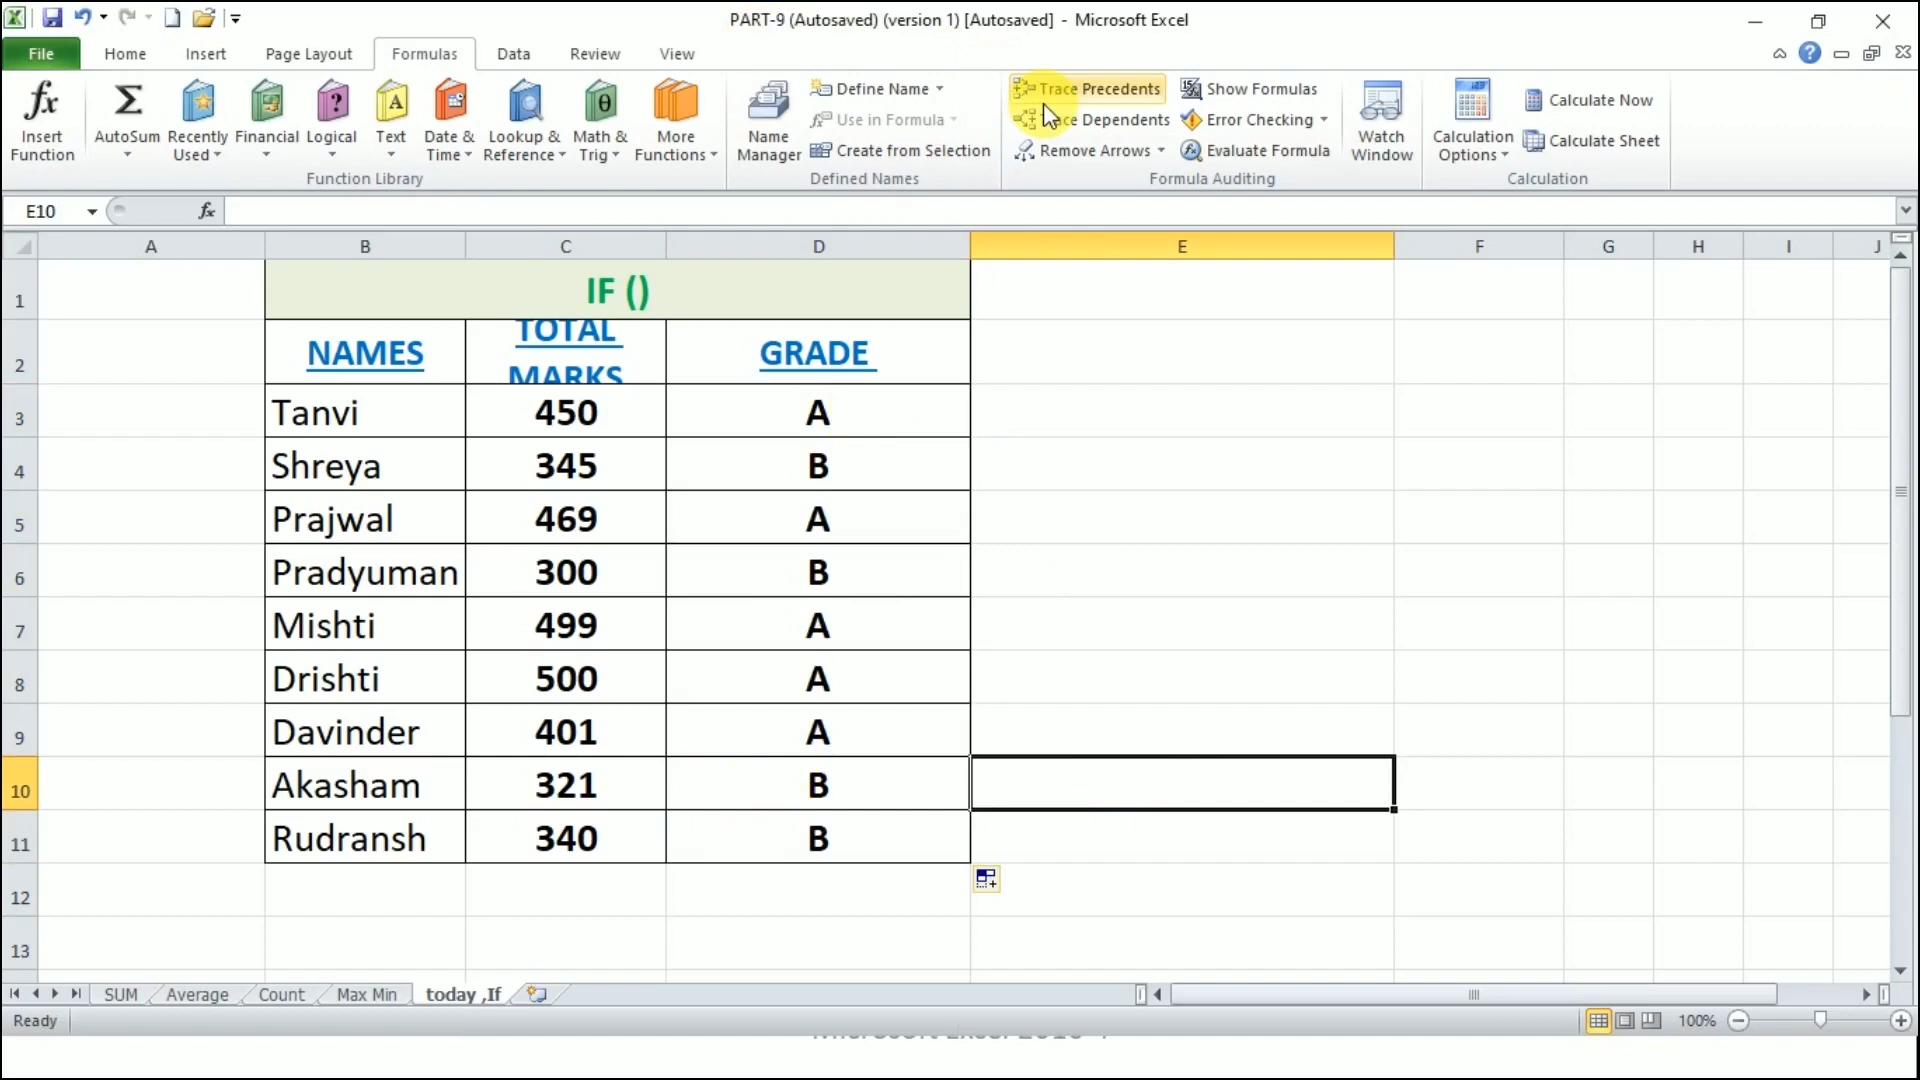 PART-9 (Autosaved) (version 1) [Autosaved] - Microsoft Excel
File Home Insert Page Layout Formulas Data Review View
Insert Function
AutoSum
Recently Used
Financial
Logical
Text
Date & Time
Lookup & Reference
Math & Trig
More Functions
Function Library
Name Manager
Define Name
Use in Formula
Create from Selection
Defined Names
Trace Precedents
Dependents
Remove Arrows
Show Formulas
Error Checking
Evaluate Formula
Formula Auditing
Watch Window
Calculation Options
Calculate Now
Calculate Sheet
Calculation
E10 fx
A B C D E F G H I J
1 IF ()
2 NAMES TOTAL MARKS GRADE
3 Tanvi 450 A
4 Shreya 345 B
5 Prajwal 469 A
6 Pradyuman 300 B
7 Mishti 499 A
8 Drishti 500 A
9 Davinder 401 A
10 Akasham 321 B
11 Rudransh 340 B
12
13
SUM Average Count Max Min today ,If
Ready 100%